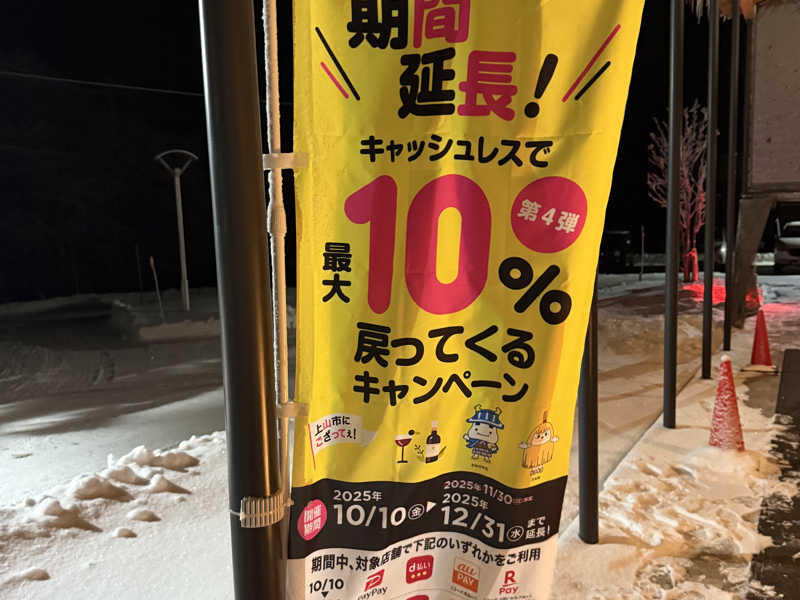 期間
延長!
キャッシュレスで
最大
10%
第4弾
戻ってくる
キャンペーン
上山市に
ござってぇ!
開催
期間
2025年
10/10(金)
2025年11/30
2025年
12/31(水)まで
延長!
期間中、対象店舗で下記のいずれかをご利用
10/10
PayPay
d払い
au
PAY
R
Pay